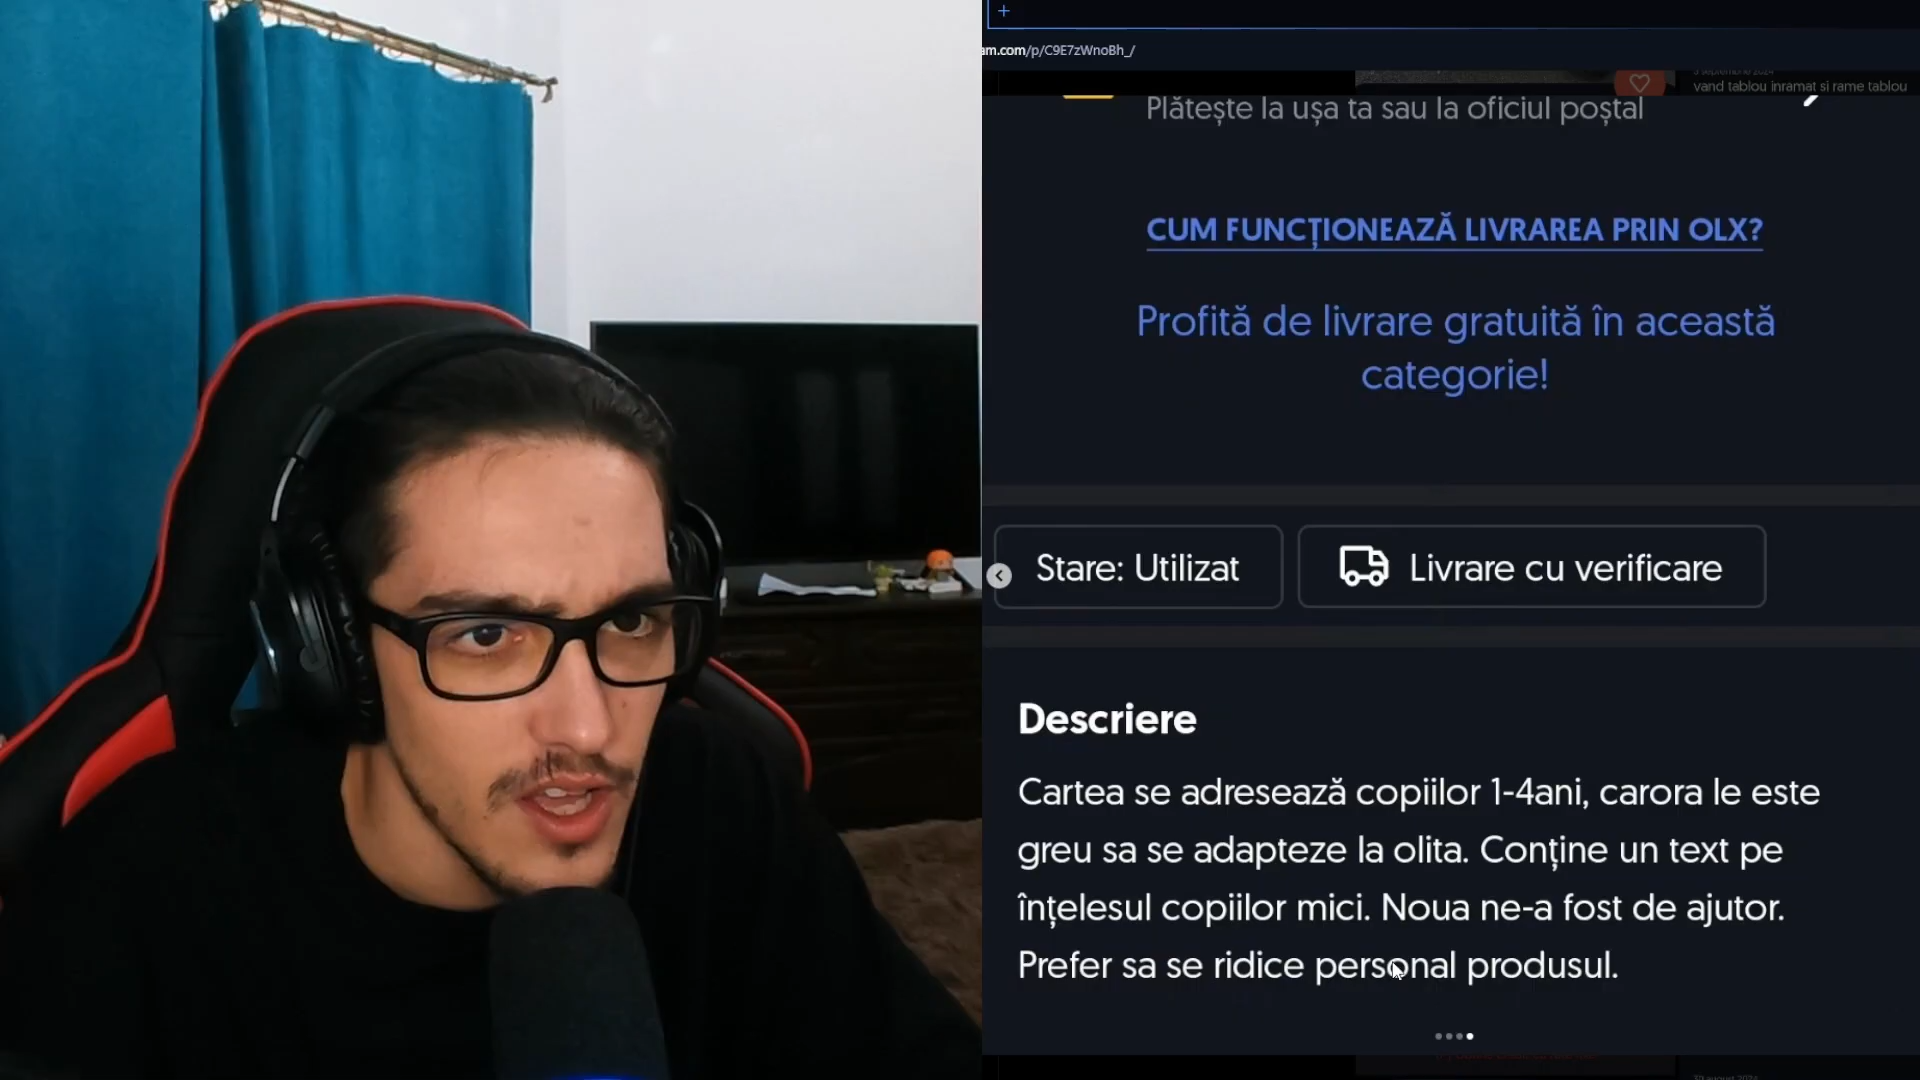 am.com/p/C9E7zWnoBh_/
vand tablou inramat si rame tablou
Plătește la ușa ta sau la oficiul poștal
CUM FUNCȚIONEAZĂ LIVRAREA PRIN OLX?
Profită de livrare gratuită în această
categorie!
Stare: Utilizat
Livrare cu verificare
Descriere
Cartea se adresează copiilor 1-4ani, carora le este
greu sa se adapteze la olita. Conține un text pe
înțelesul copiilor mici. Noua ne-a fost de ajutor.
Prefer sa se ridice personal produsul.